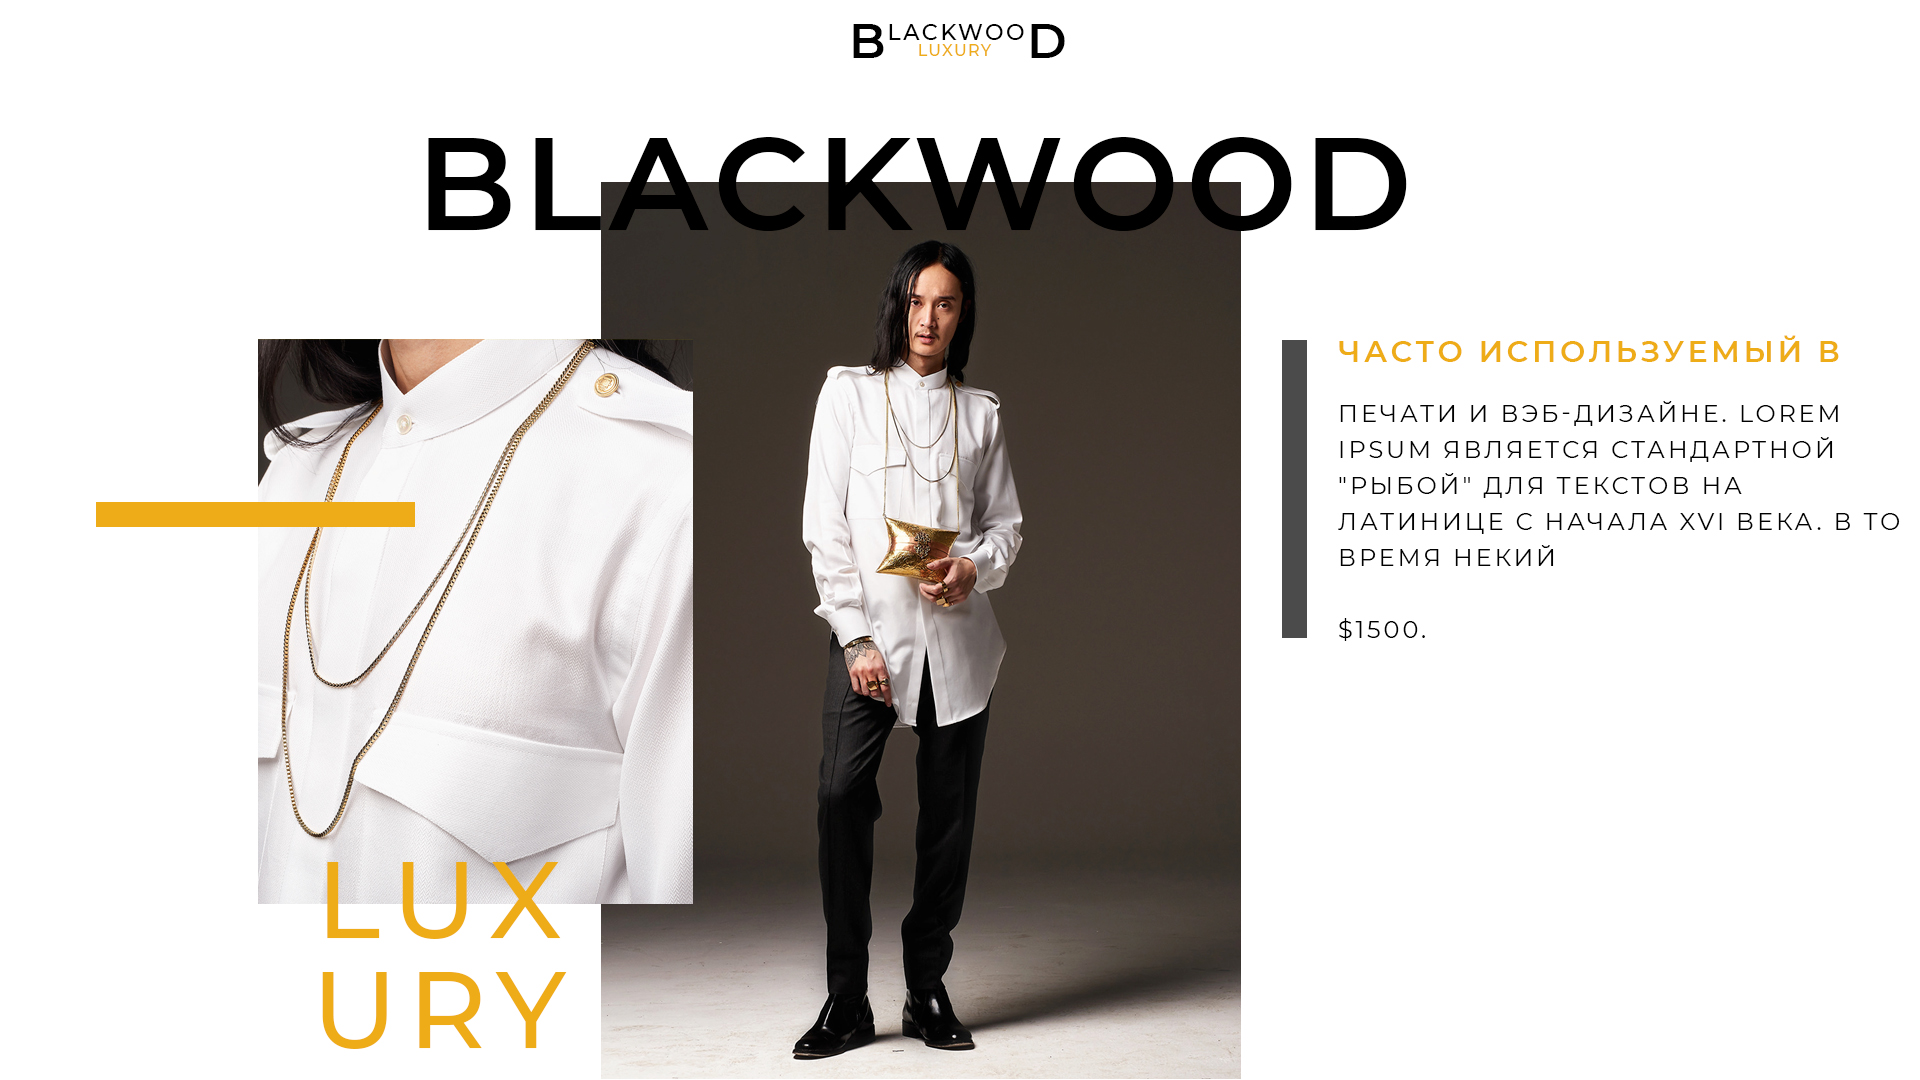 BLACKWOOD
LUXURY
BLACKWOOD
ЧАСТО ИСПОЛЬЗУЕМЫЙ В
ПЕЧАТИ И ВЭБ-ДИЗАЙНЕ. LOREM
IPSUM ЯВЛЯЕТСЯ СТАНДАРТНОЙ
"РЫБОЙ" ДЛЯ ТЕКСТОВ НА
ЛАТИНИЦЕ С НАЧАЛА XVI ВЕКА. В ТО
ВРЕМЯ НЕКИЙ
$1500.
LUX
URY